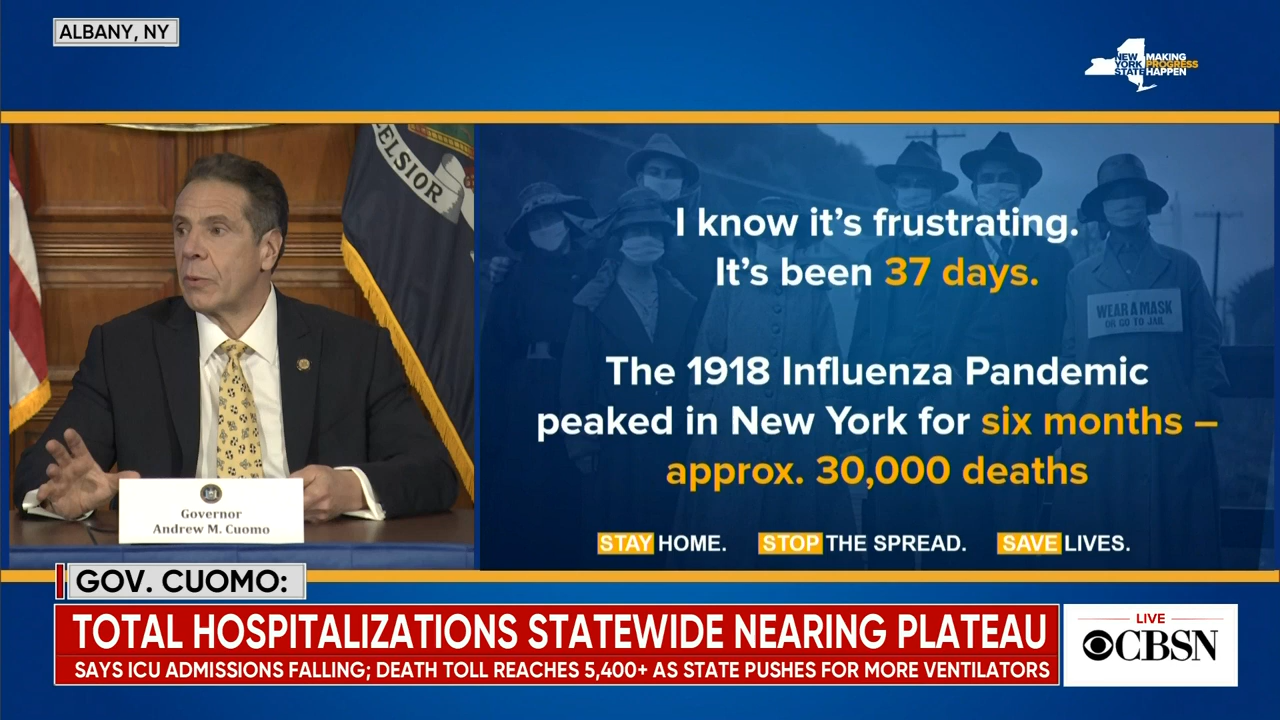 ALBANY, NY
NEW
YORK
STATE
MAKING
PROGRESS
HAPPEN
ELSIOR
I know it's frustrating.
It's been 37 days.
WEAR A MASK
OR GO TO JAIL
The 1918 Influenza Pandemic
peaked in New York for six months –
approx. 30,000 deaths
STAY HOME. STOP THE SPREAD. SAVE LIVES.
Governor
Andrew M. Cuomo
GOV. CUOMO:
TOTAL HOSPITALIZATIONS STATEWIDE NEARING PLATEAU
SAYS ICU ADMISSIONS FALLING; DEATH TOLL REACHES 5,400+ AS STATE PUSHES FOR MORE VENTILATORS
LIVE
CBSN